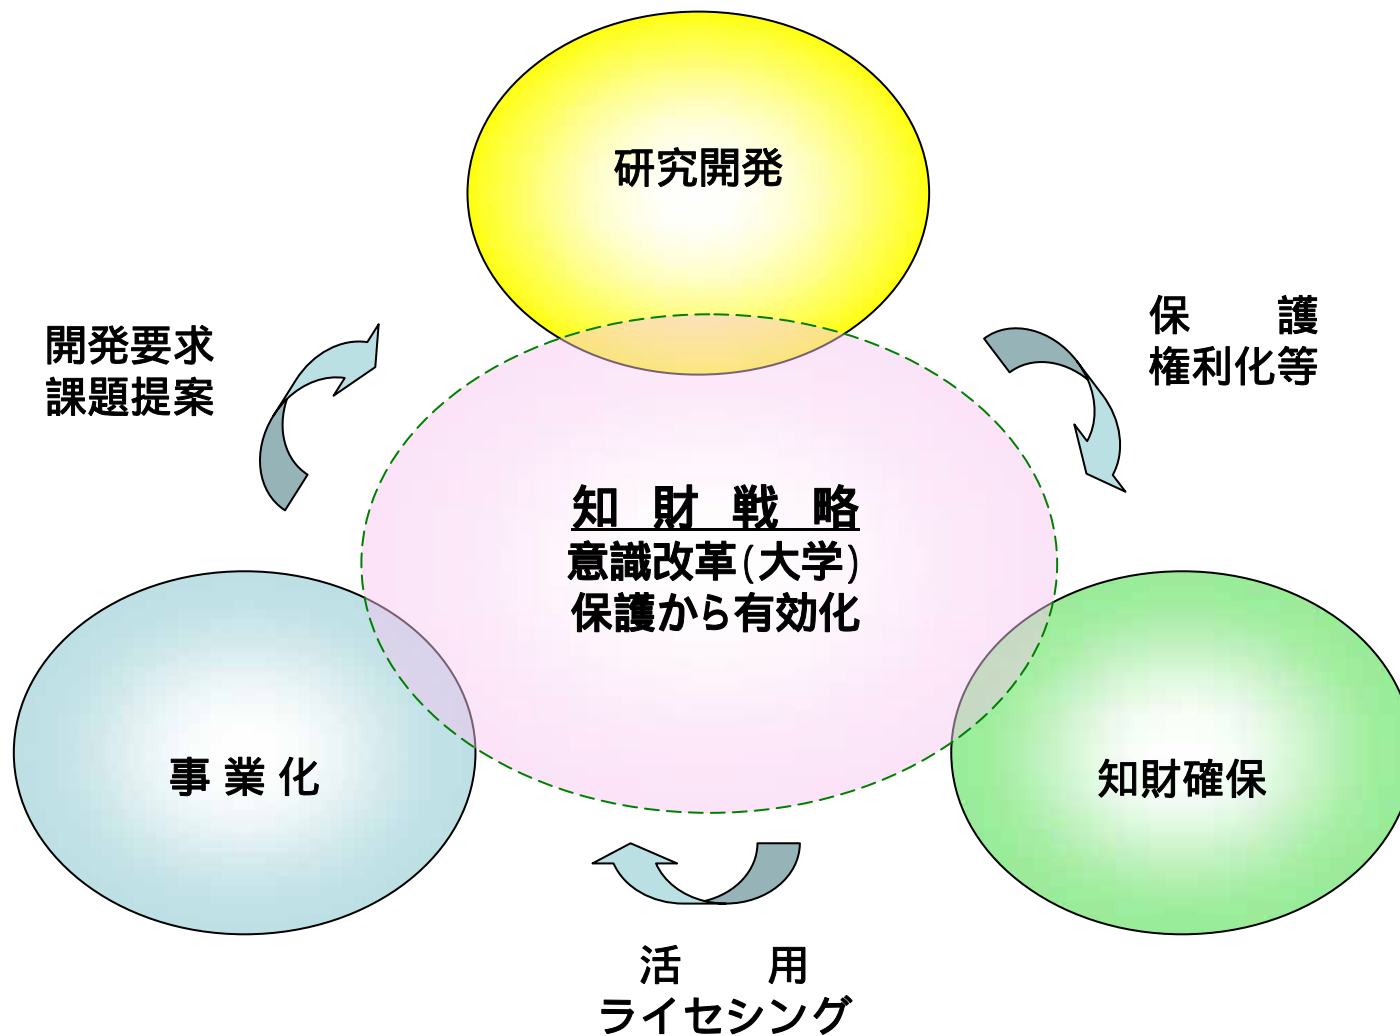 研究開発
開発要求
課題提案
保　　護
権利化等
知　財　戦　略
意識改革(大学)
保護から有効化
事 業 化
知財確保
活　　用
ライセシング